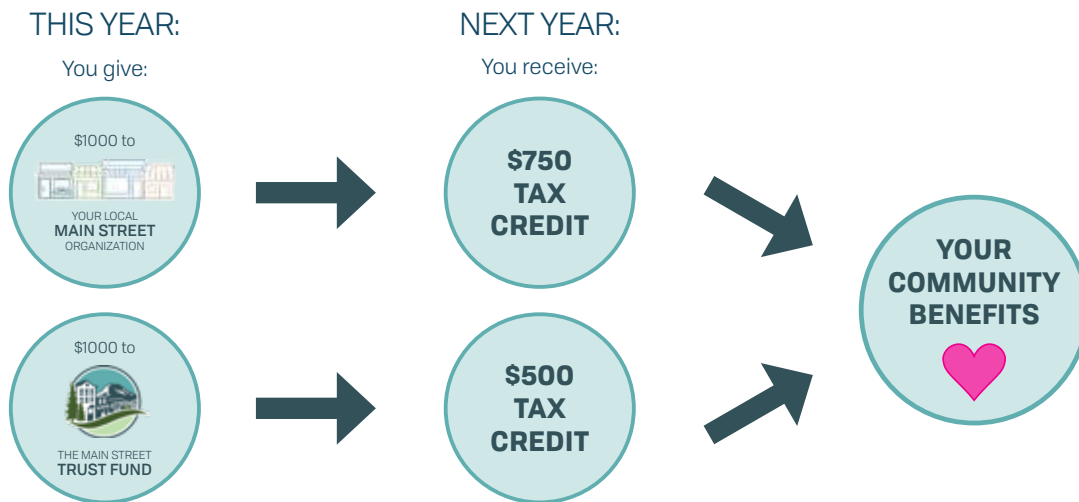 THIS YEAR:
You give:
$1000 to
YOUR LOCAL
MAIN STREET
ORGANIZATION
$1000 to
THE MAIN STREET
TRUST FUND
NEXT YEAR:
You receive:
$750
TAX
CREDIT
$500
TAX
CREDIT
YOUR
COMMUNITY
BENEFITS